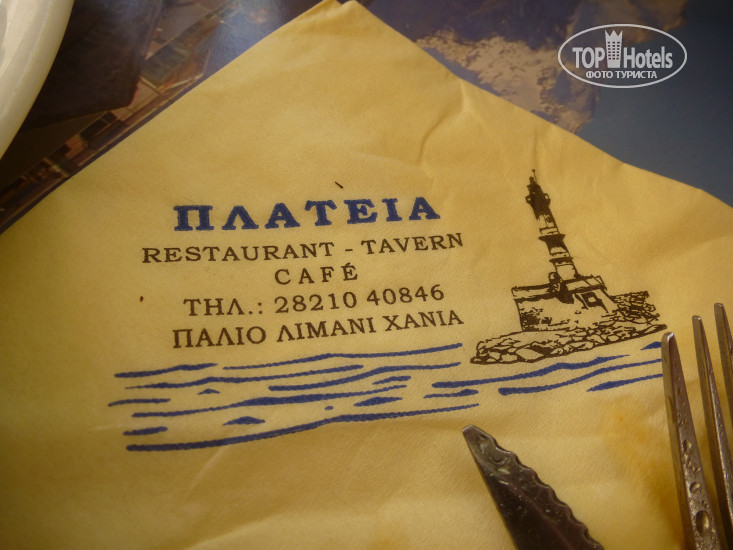 TOP Hotels
ФОТО ТУРИСТА
ΠΛΑΤΕΙΑ
RESTAURANT - TAVERN
CAFÉ
ΤΗΛ.: 28210 40846
ΠΑΛΙΟ ΛΙΜΑΝΙ ΧΑΝΙΑ